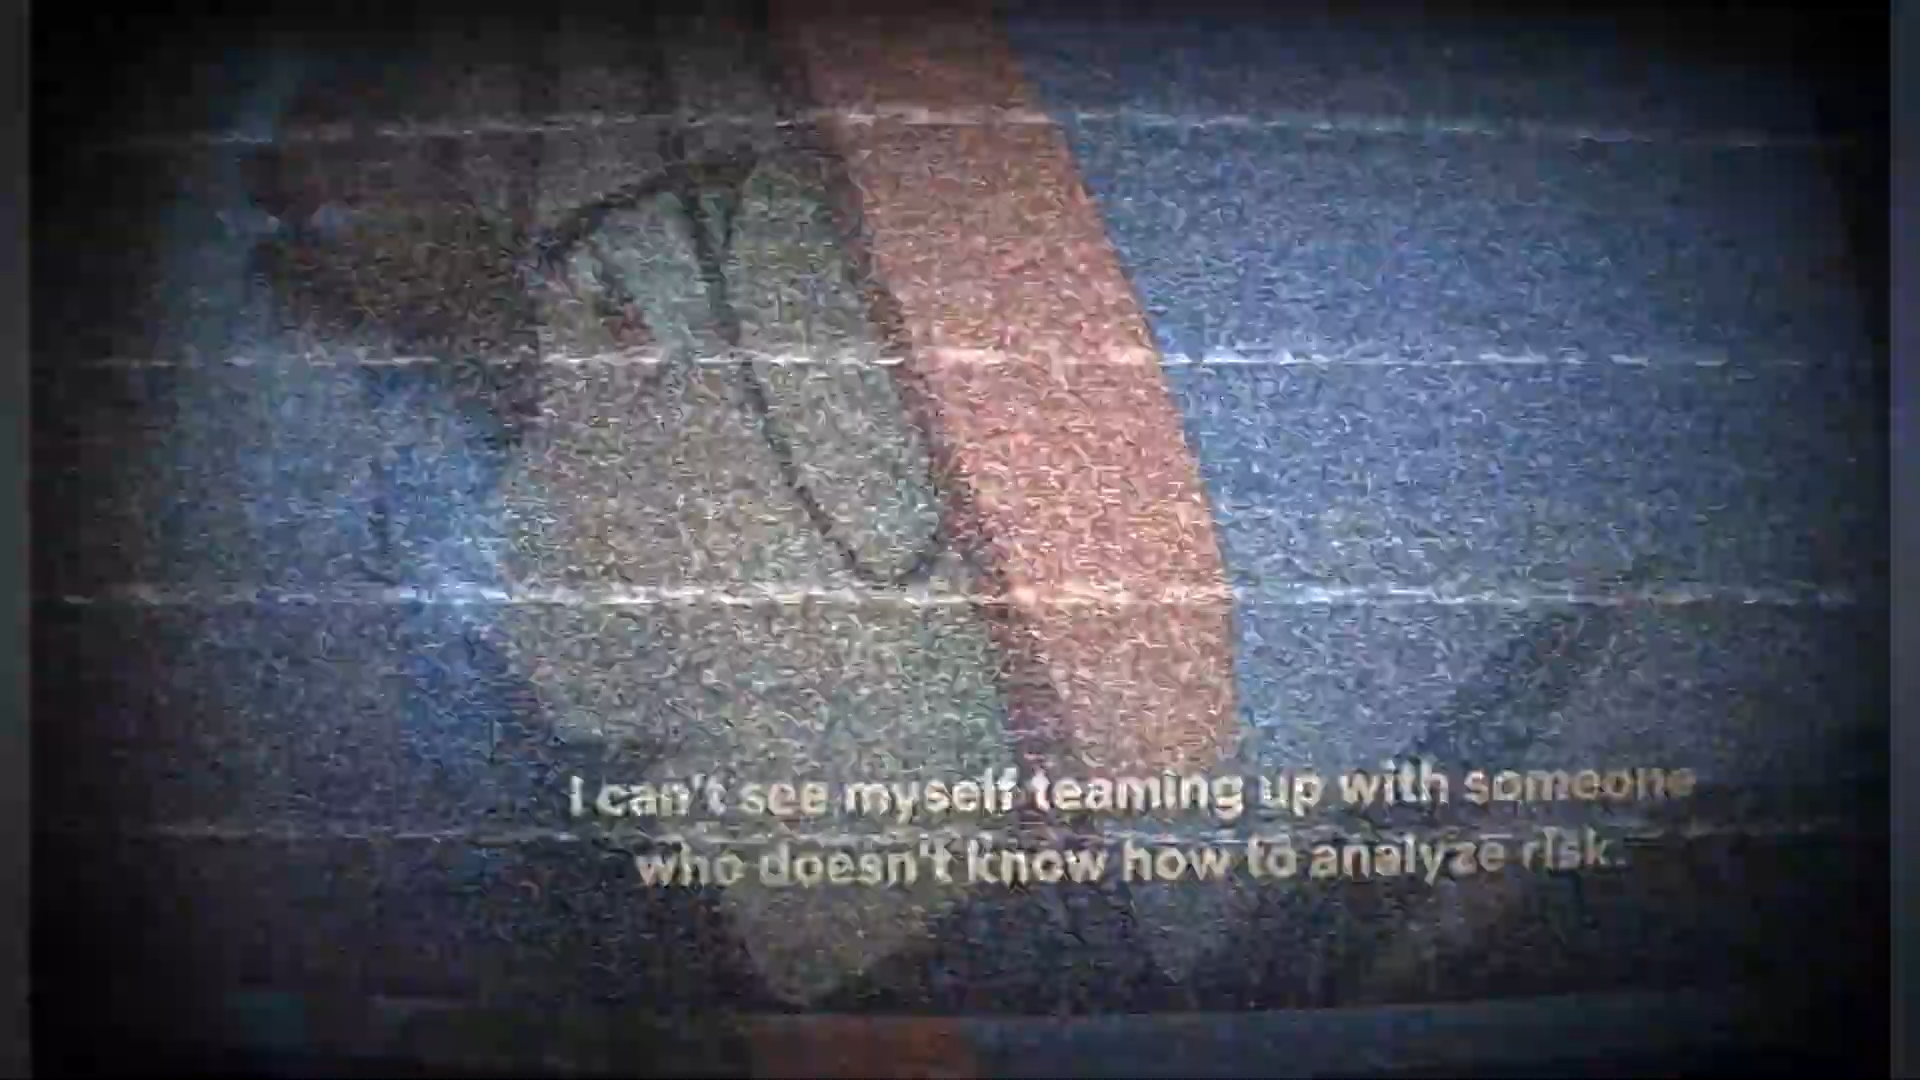 I can't see myself teaming up with someone
who doesn't know how to analyze risk.